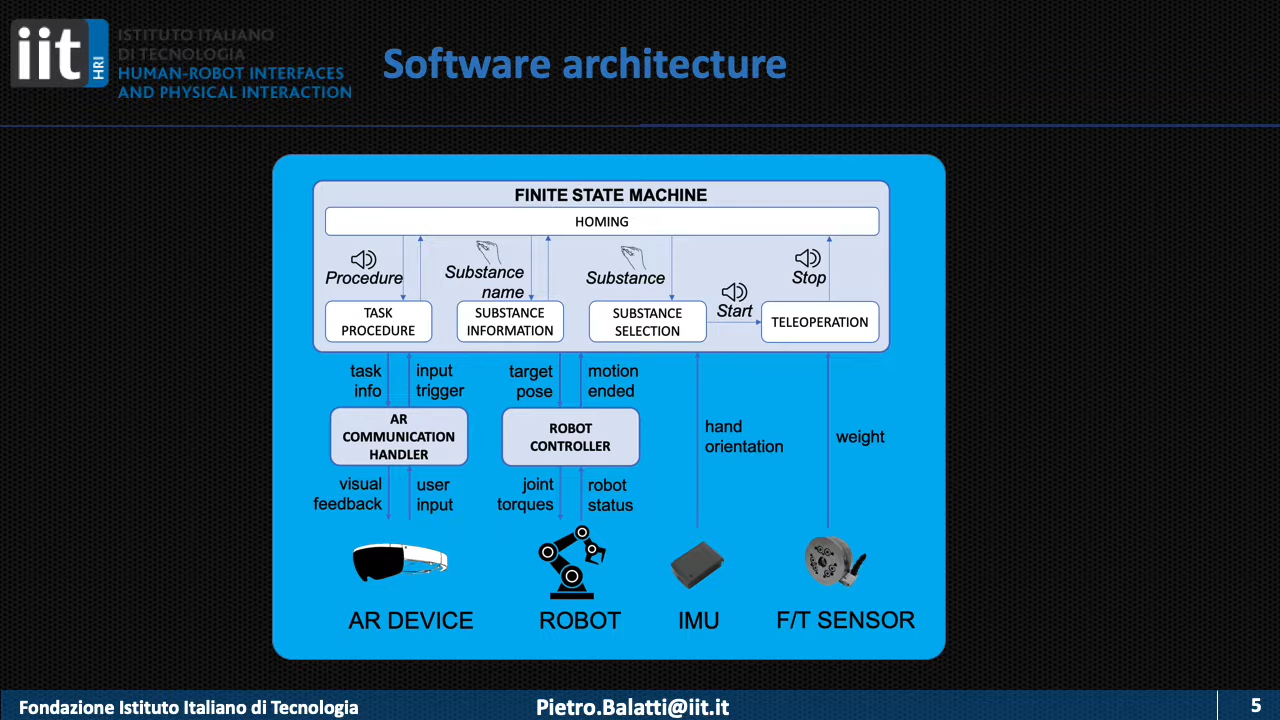 iit
HRI
ISTITUTO ITALIANO
DI TECNOLOGIA
HUMAN-ROBOT INTERFACES
AND PHYSICAL INTERACTION
Software architecture
FINITE STATE MACHINE
HOMING
Procedure
Substance
name
Substance
Start
Stop
TASK
PROCEDURE
SUBSTANCE
INFORMATION
SUBSTANCE
SELECTION
TELEOPERATION
task
info
input
trigger
target
pose
motion
ended
AR
COMMUNICATION
HANDLER
ROBOT
CONTROLLER
hand
orientation
weight
visual
feedback
user
input
joint
torques
robot
status
AR DEVICE
ROBOT
IMU
F/T SENSOR
Fondazione Istituto Italiano di Tecnologia
Pietro.Balatti@iit.it
5